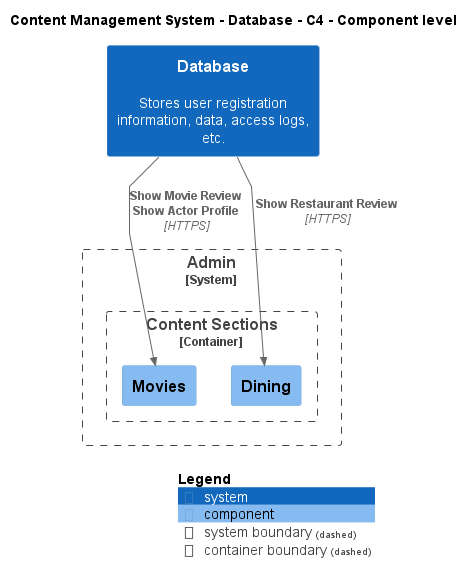 Content Management System - Database - C4 - Component level
Database
Stores user registration
information, data, access logs,
etc.
Show Movie Review
Show Actor Profile
[HTTPS]
Show Restaurant Review
[HTTPS]
Admin
[System]
Content Sections
[Container]
Movies
Dining
Legend
system
component
system boundary (dashed)
container boundary (dashed)